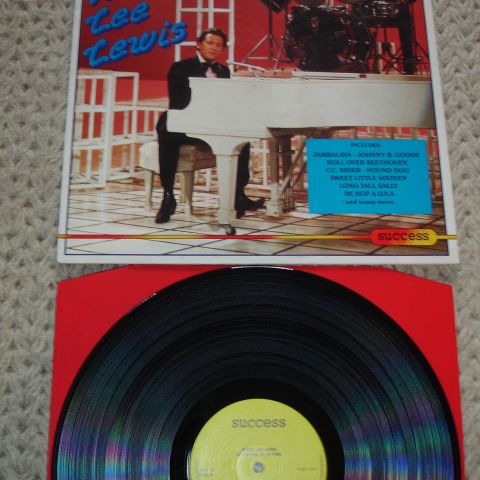 Lee
Lewis
INCLUDES:
JAMBALAYA - JOHNNY B. GOODE
ROLL OVER BEETHOVEN
C.C. RIDER - HOUND DOG
SWEET LITTLE SIXTEEN
LONG TALL SALLY
BE BOP A LULA
and many more...
success
success